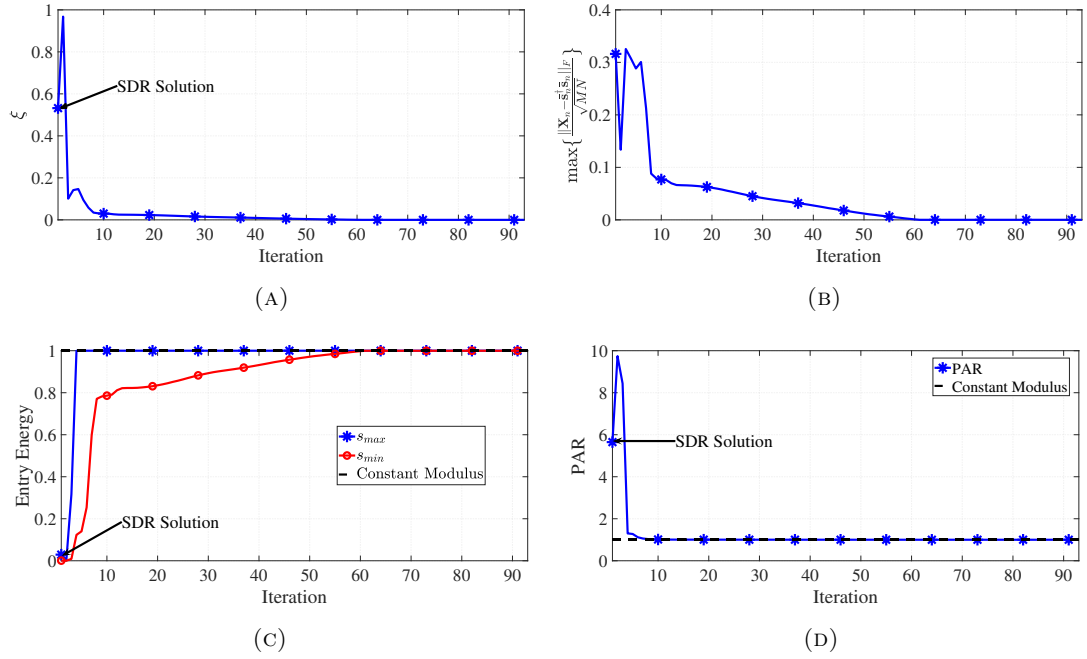 1
0.8
0.6
0.4
0.2
0
ξ
SDR Solution
10 20 30 40 50 60 70 80 90
Iteration
(A)
0.4
0.3
0.2
0.1
0
max{||X_n − s̄_n^† s̄_n||_F / √MN}
10 20 30 40 50 60 70 80 90
Iteration
(B)
1
0.8
0.6
0.4
0.2
0
Entry Energy
s_max
s_min
Constant Modulus
SDR Solution
10 20 30 40 50 60 70 80 90
Iteration
(C)
10
8
6
4
2
0
PAR
PAR
Constant Modulus
SDR Solution
10 20 30 40 50 60 70 80 90
Iteration
(D)